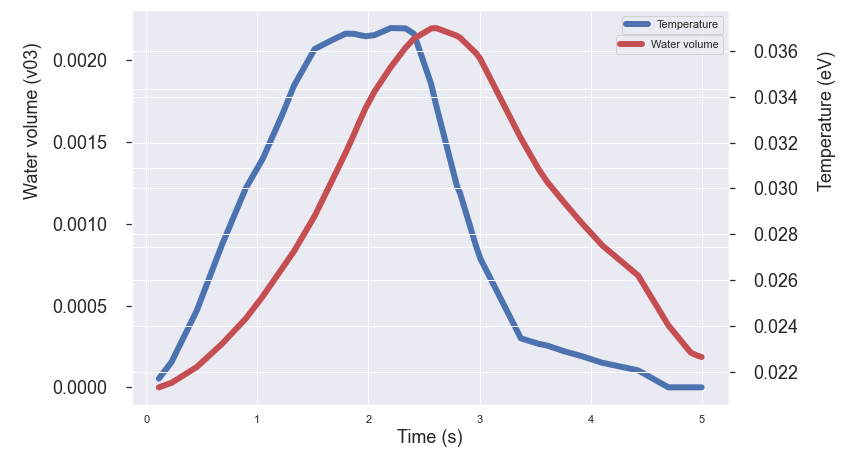 Temperature
Water volume
0.0020
0.0015
0.0010
0.0005
0.0000
Water volume (v03)
0.036
0.034
0.032
0.030
0.028
0.026
0.024
0.022
Temperature (eV)
0 1 2 3 4 5
Time (s)